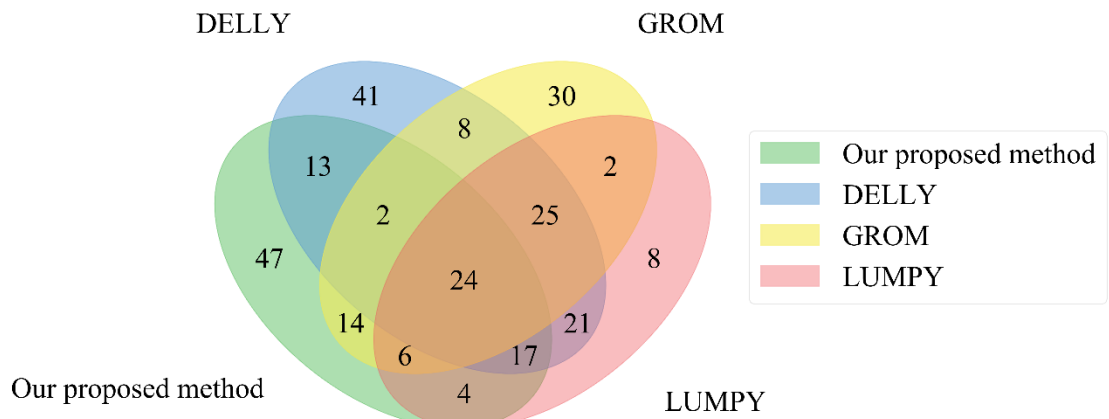 DELLY
GROM
41
30
8
13
2
2
25
47
8
24
14
21
6
17
4
Our proposed method
LUMPY
Our proposed method
DELLY
GROM
LUMPY